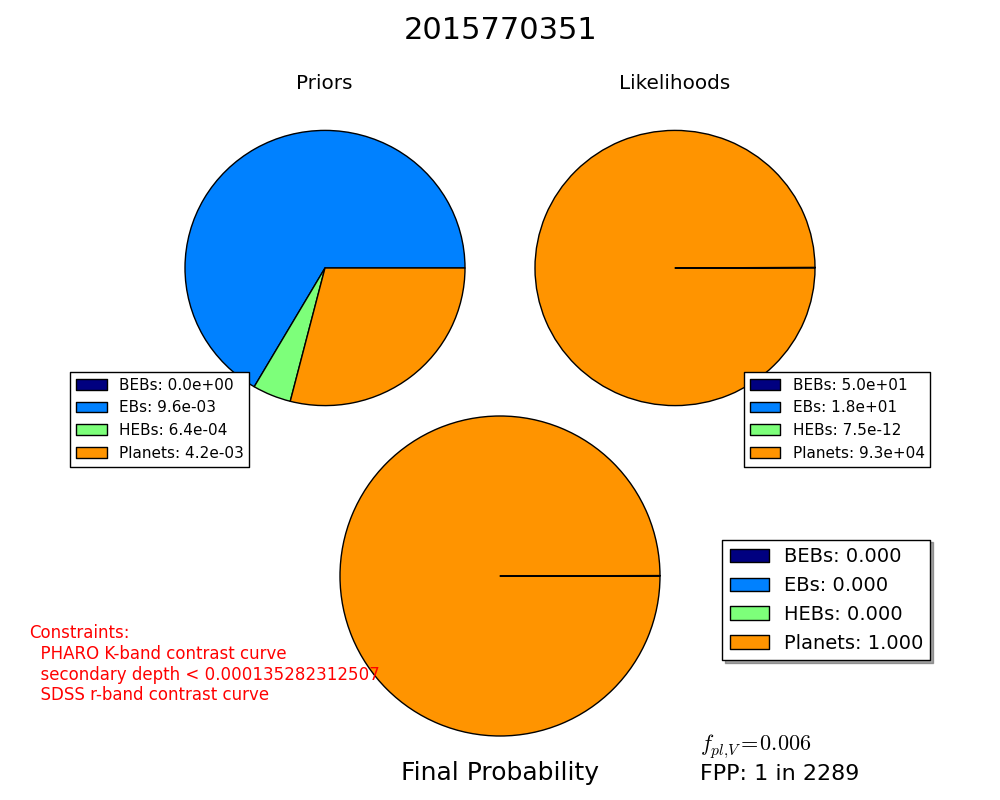 2015770351
Priors
Likelihoods
BEBs: 0.0e+00
EBs: 9.6e-03
HEBs: 6.4e-04
Planets: 4.2e-03
BEBs: 5.0e+01
EBs: 1.8e+01
HEBs: 7.5e-12
Planets: 9.3e+04
BEBs: 0.000
EBs: 0.000
HEBs: 0.000
Planets: 1.000
Constraints:
PHARO K-band contrast curve
secondary depth < 0.000135282312507
SDSS r-band contrast curve
Final Probability
f_{pl,V} = 0.006
FPP: 1 in 2289